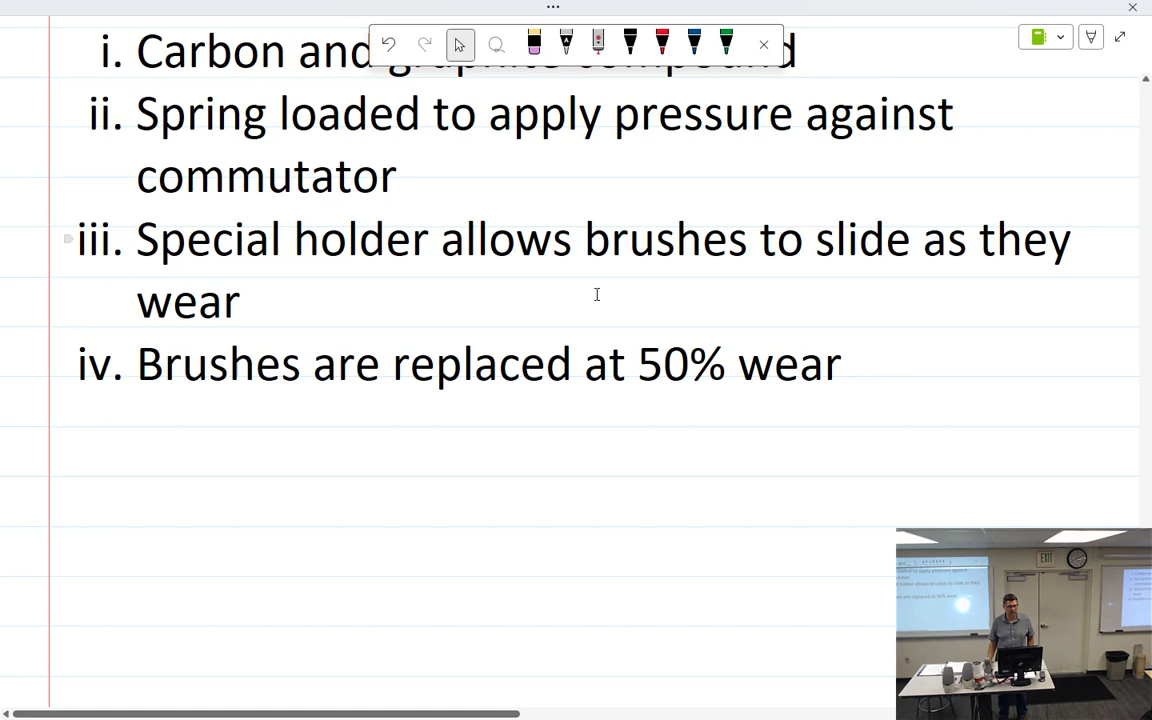 i. Carbon and graphite compound
ii. Spring loaded to apply pressure against
commutator
iii. Special holder allows brushes to slide as they
wear
iv. Brushes are replaced at 50% wear
EXIT